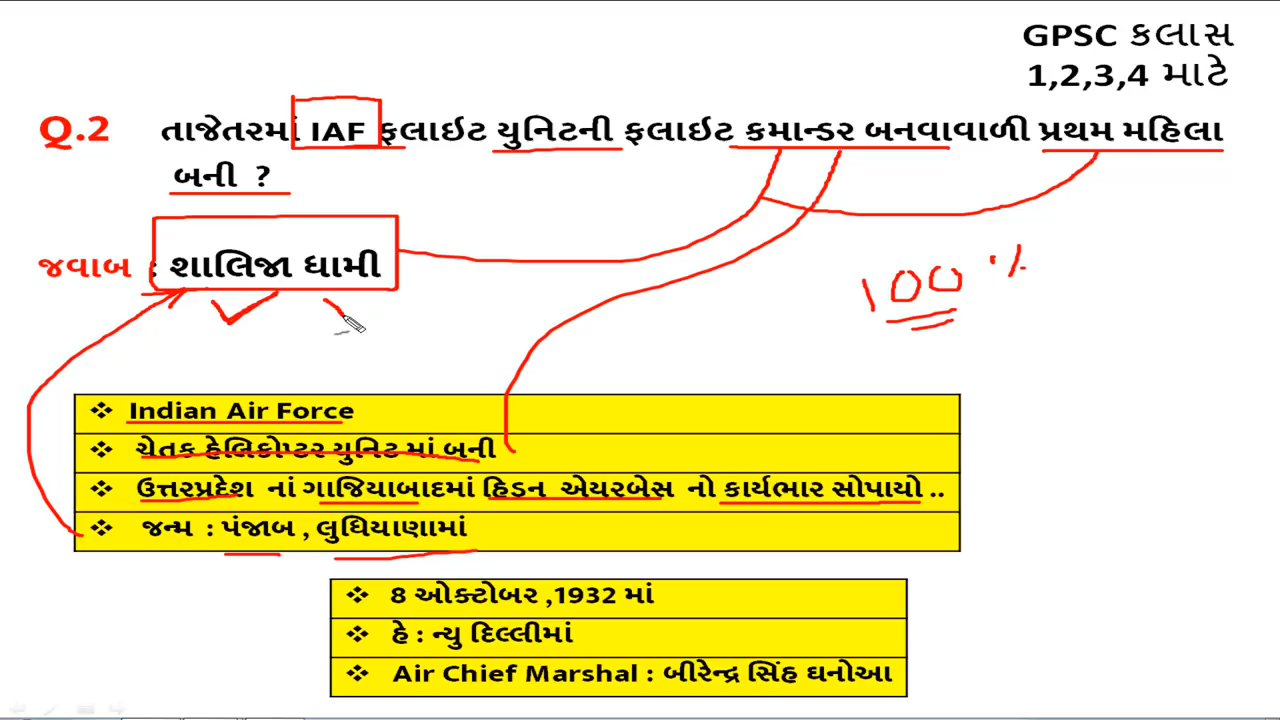 GPSC કલાસ
1,2,3,4 માટે
Q.2 તાજેતરમાં IAF ફલાઇટ યુનિટની ફલાઇટ કમાન્ડર બનવાવાળી પ્રથમ મહિલા
બની ?
જવાબ : શાલિજા ધામી
100 %
❖ Indian Air Force
❖ ચેતક હેલિકોપ્ટર યુનિટ માં બની
❖ ઉત્તરપ્રદેશ નાં ગાજિયાબાદમાં હિડન એયરબેસ નો કાર્યભાર સોપાયો ..
❖ જન્મ : પંજાબ , લુધિયાણામાં
❖ 8 ઓક્ટોબર ,1932 માં
❖ હે : ન્યુ દિલ્લીમાં
❖ Air Chief Marshal : બીરેન્દ્ર સિંહ ધનોઆ